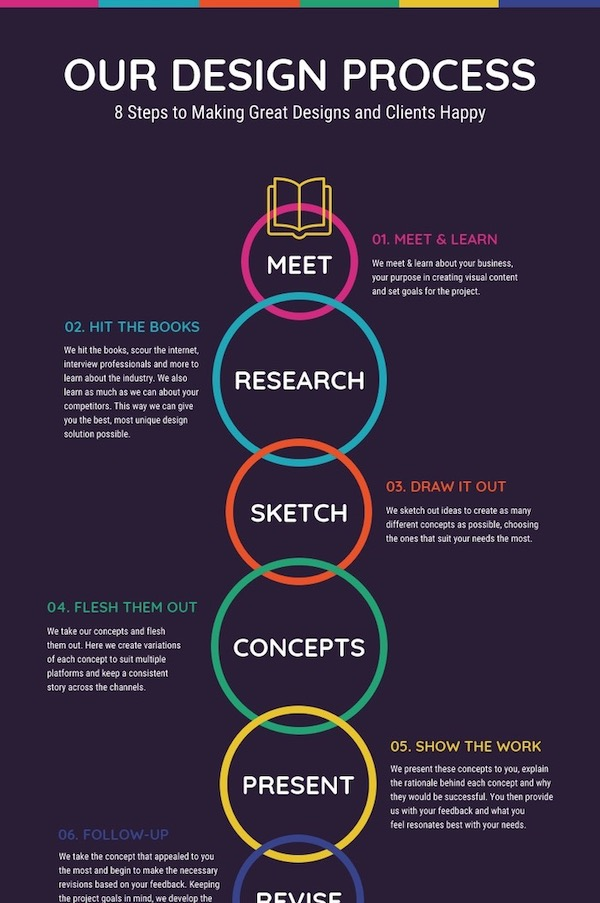 OUR DESIGN PROCESS
8 Steps to Making Great Designs and Clients Happy
MEET
01. MEET & LEARN
We meet & learn about your business,
your purpose in creating visual content
and set goals for the project.
02. HIT THE BOOKS
We hit the books, scour the internet,
interview professionals and more to
learn about the industry. We also
learn as much as we can about your
competitors. This way we can give
you the best, most unique design
solution possible.
RESEARCH
SKETCH
03. DRAW IT OUT
We sketch out ideas to create as many
different concepts as possible, choosing
the ones that suit your needs the most.
04. FLESH THEM OUT
We take our concepts and flesh
them out. Here we create variations
of each concept to suit multiple
platforms and keep a consistent
story across the channels.
CONCEPTS
PRESENT
05. SHOW THE WORK
We present these concepts to you, explain
the rationale behind each concept and why
they would be successful. You then provide
us with your feedback and what you
feel resonates best with your needs.
06. FOLLOW-UP
We take the concept that appealed to you
the most and begin to make the necessary
revisions based on your feedback. Keeping
the project goals in mind, we develop the
REVISE